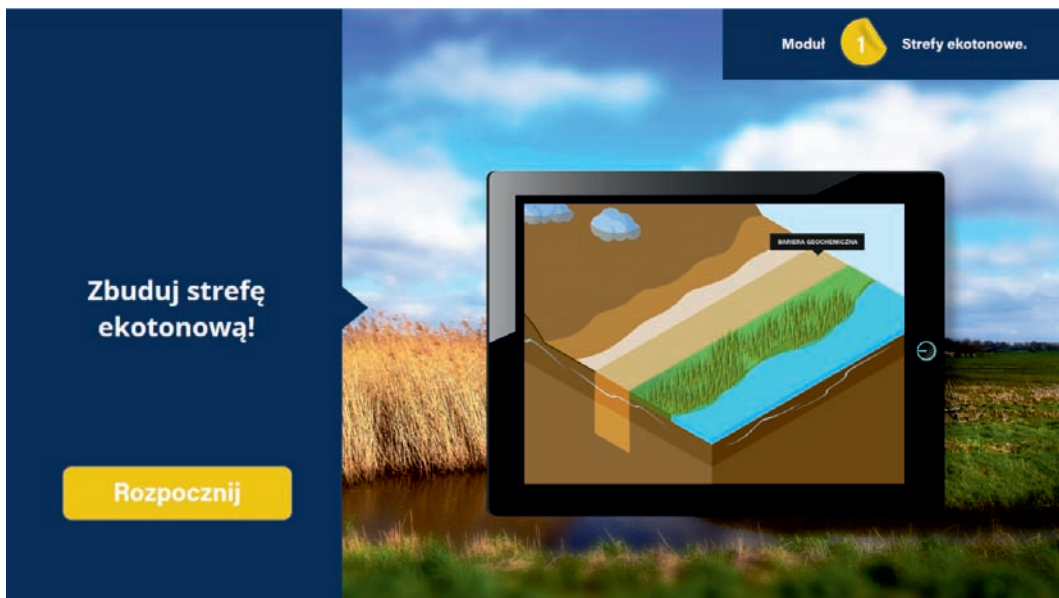 Moduł 1 Strefy ekotonowe.
BARIERA GEOCHEMICZNA
Zbuduj strefę
ekotonową!
Rozpocznij